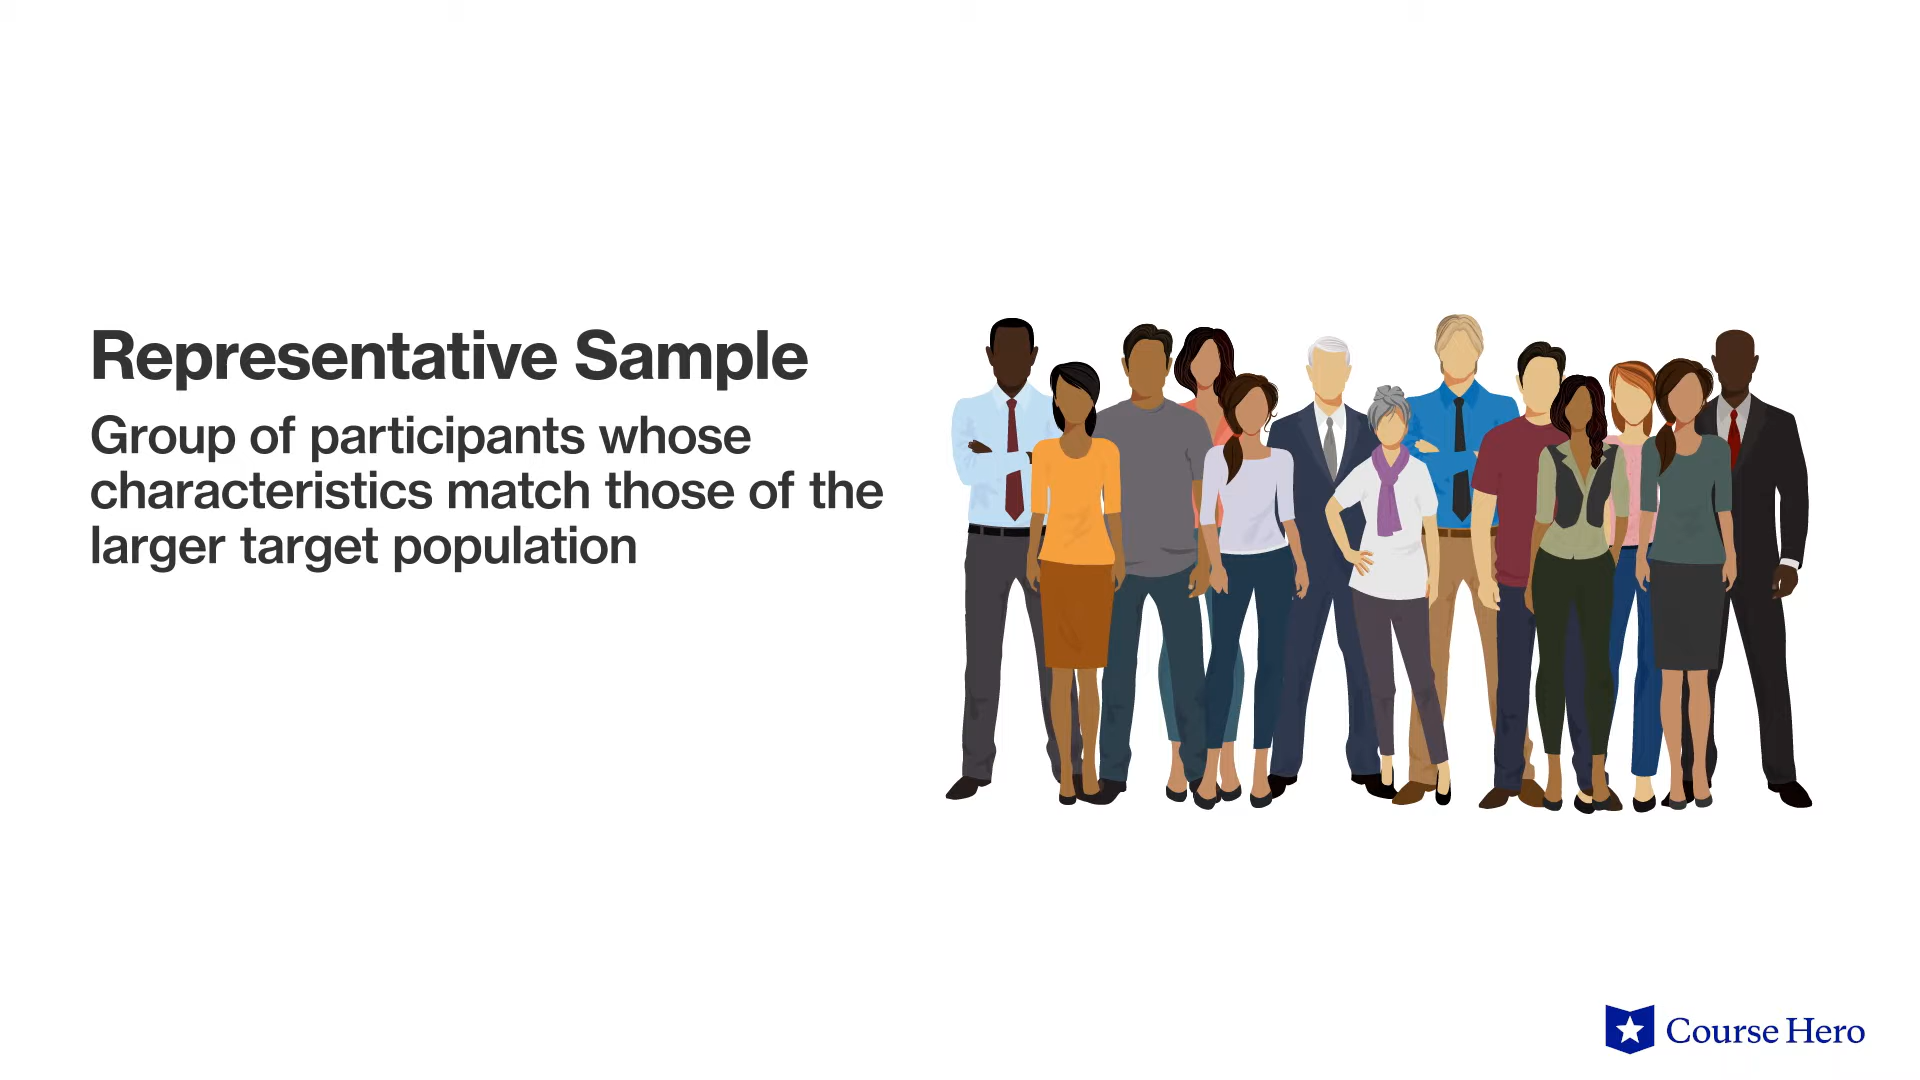 Representative Sample
Group of participants whose
characteristics match those of the
larger target population
Course Hero